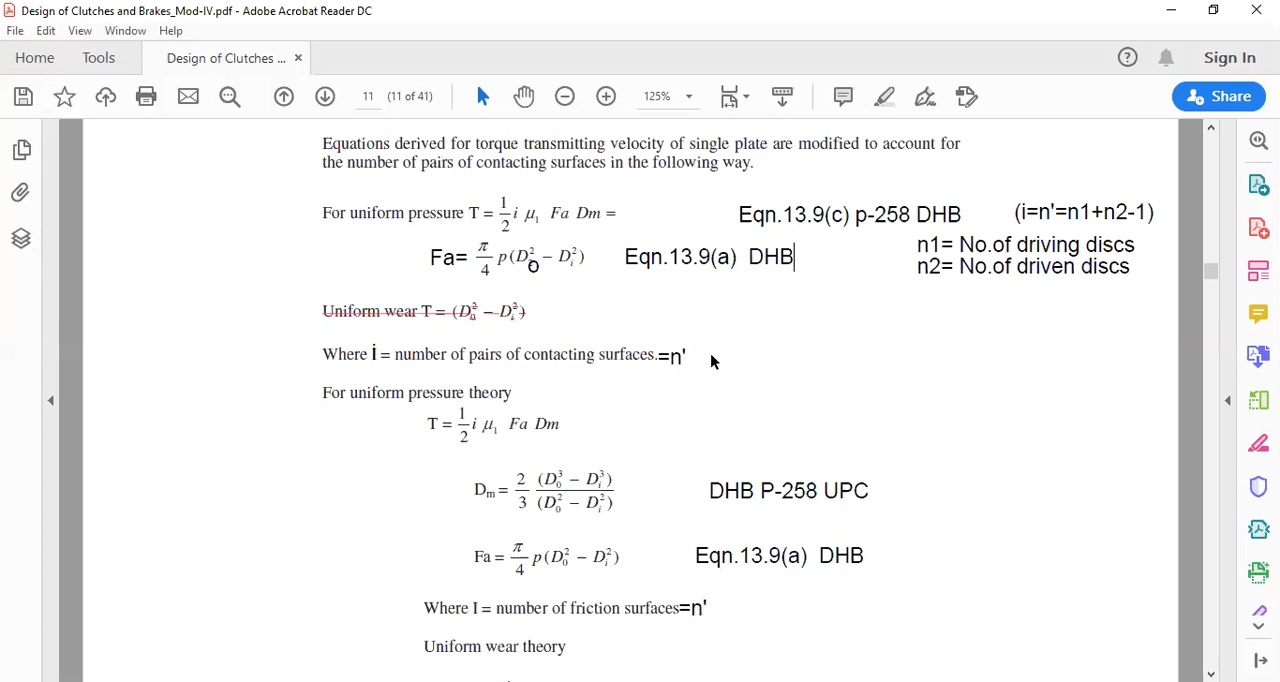 Design of Clutches and Brakes_Mod-IV.pdf - Adobe Acrobat Reader DC
File Edit View Window Help
Home Tools Design of Clutches ... × Sign In
11 (11 of 41) 125% Share
Equations derived for torque transmitting velocity of single plate are modified to account for
the number of pairs of contacting surfaces in the following way.
For uniform pressure T = 1/2 i μ₁ Fa Dm = Eqn.13.9(c) p-258 DHB (i=n'=n1+n2-1)
Fa= π/4 p(D₀² − Dᵢ²) Eqn.13.9(a) DHB n1= No.of driving discs
n2= No.of driven discs
Uniform wear T = (D₀² − Dᵢ²)
Where i = number of pairs of contacting surfaces.=n'
For uniform pressure theory
T = 1/2 i μ₁ Fa Dm
Dₘ = 2/3 (D₀³ − Dᵢ³)/(D₀² − Dᵢ²) DHB P-258 UPC
Fa = π/4 p(D₀² − Dᵢ²) Eqn.13.9(a) DHB
Where I = number of friction surfaces=n'
Uniform wear theory